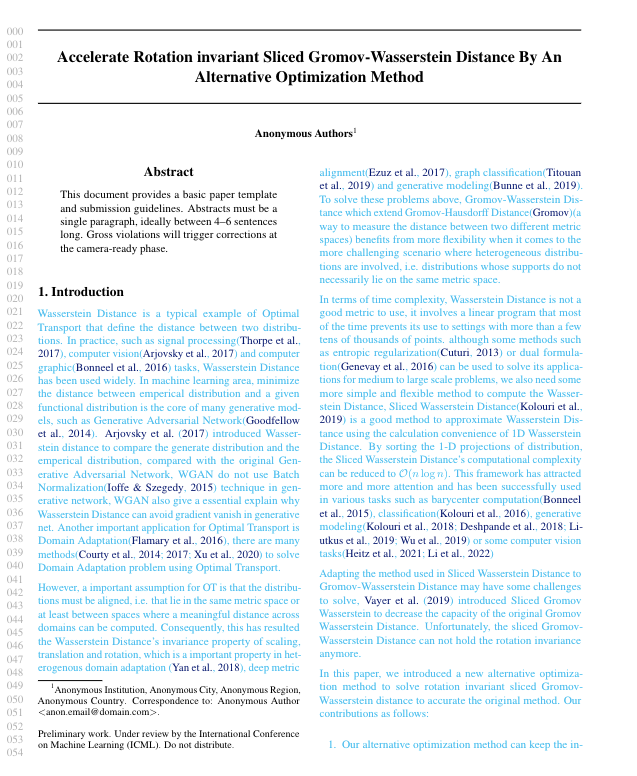 Accelerate Rotation invariant Sliced Gromov-Wasserstein Distance By An
Alternative Optimization Method
Anonymous Authors1
Abstract
This document provides a basic paper template
and submission guidelines. Abstracts must be a
single paragraph, ideally between 4–6 sentences
long. Gross violations will trigger corrections at
the camera-ready phase.
1. Introduction
Wasserstein Distance is a typical example of Optimal
Transport that define the distance between two distribu-
tions. In practice, such as signal processing(Thorpe et al.,
2017), computer vision(Arjovsky et al., 2017) and computer
graphic(Bonneel et al., 2016) tasks, Wasserstein Distance
has been used widely. In machine learning area, minimize
the distance between emperical distribution and a given
functional distribution is the core of many generative mod-
els, such as Generative Adversarial Network(Goodfellow
et al., 2014). Arjovsky et al. (2017) introduced Wasser-
stein distance to compare the generate distribution and the
emperical distribution, compared with the original Gen-
erative Adversarial Network, WGAN do not use Batch
Normalization(Ioffe & Szegedy, 2015) technique in gen-
erative network, WGAN also give a essential explain why
Wasserstein Distance can avoid gradient vanish in generative
net. Another important application for Optimal Transport is
Domain Adaptation(Flamary et al., 2016), there are many
methods(Courty et al., 2014; 2017; Xu et al., 2020) to solve
Domain Adaptation problem using Optimal Transport.
However, a important assumption for OT is that the distribu-
tions must be aligned, i.e. that lie in the same metric space or
at least between spaces where a meaningful distance across
domains can be computed. Consequently, this has resulted
the Wasserstein Distance's invariance property of scaling,
translation and rotation, which is a important property in het-
erogenous domain adaptation (Yan et al., 2018), deep metric
1Anonymous Institution, Anonymous City, Anonymous Region,
Anonymous Country. Correspondence to: Anonymous Author
<anon.email@domain.com>.
Preliminary work. Under review by the International Conference
on Machine Learning (ICML). Do not distribute.
alignment(Ezuz et al., 2017), graph classification(Titouan
et al., 2019) and generative modeling(Bunne et al., 2019).
To solve these problems above, Gromov-Wasserstein Dis-
tance which extend Gromov-Hausdorff Distance(Gromov)(a
way to measure the distance between two different metric
spaces) benefits from more flexibility when it comes to the
more challenging scenario where heterogeneous distribu-
tions are involved, i.e. distributions whose supports do not
necessarily lie on the same metric space.
In terms of time complexity, Wasserstein Distance is not a
good metric to use, it involves a linear program that most
of the time prevents its use to settings with more than a few
tens of thousands of points. although some methods such
as entropic regularization(Cuturi, 2013) or dual formula-
tion(Genevay et al., 2016) can be used to solve its applica-
tions for medium to large scale problems, we also need some
more simple and flexible method to compute the Wasser-
stein Distance, Sliced Wasserstein Distance(Kolouri et al.,
2019) is a good method to approximate Wasserstein Dis-
tance using the calculation convenience of 1D Wasserstein
Distance. By sorting the 1-D projections of distribution,
the Sliced Wasserstein Distance's computational complexity
can be reduced to O(n log n). This framework has attracted
more and more attention and has been successfully used
in various tasks such as barycenter computation(Bonneel
et al., 2015), classification(Kolouri et al., 2016), generative
modeling(Kolouri et al., 2018; Deshpande et al., 2018; Li-
utkus et al., 2019; Wu et al., 2019) or some computer vision
tasks(Heitz et al., 2021; Li et al., 2022)
Adapting the method used in Sliced Wasserstein Distance to
Gromov-Wasserstein Distance may have some challenges
to solve, Vayer et al. (2019) introduced Sliced Gromov
Wasserstein to decrease the capacity of the original Gromov
Wasserstein Distance. Unfortunately, the sliced Gromov-
Wasserstein Distance can not hold the rotation invariance
anymore.
In this paper, we introduced a new alternative optimiza-
tion method to solve rotation invariant sliced Gromov-
Wasserstein distance to accurate the original method. Our
contributions as follows:
1. Our alternative optimization method can keep the in-
000
001
002
003
004
005
006
007
008
009
010
011
012
013
014
015
016
017
018
019
020
021
022
023
024
025
026
027
028
029
030
031
032
033
034
035
036
037
038
039
040
041
042
043
044
045
046
047
048
049
050
051
052
053
054